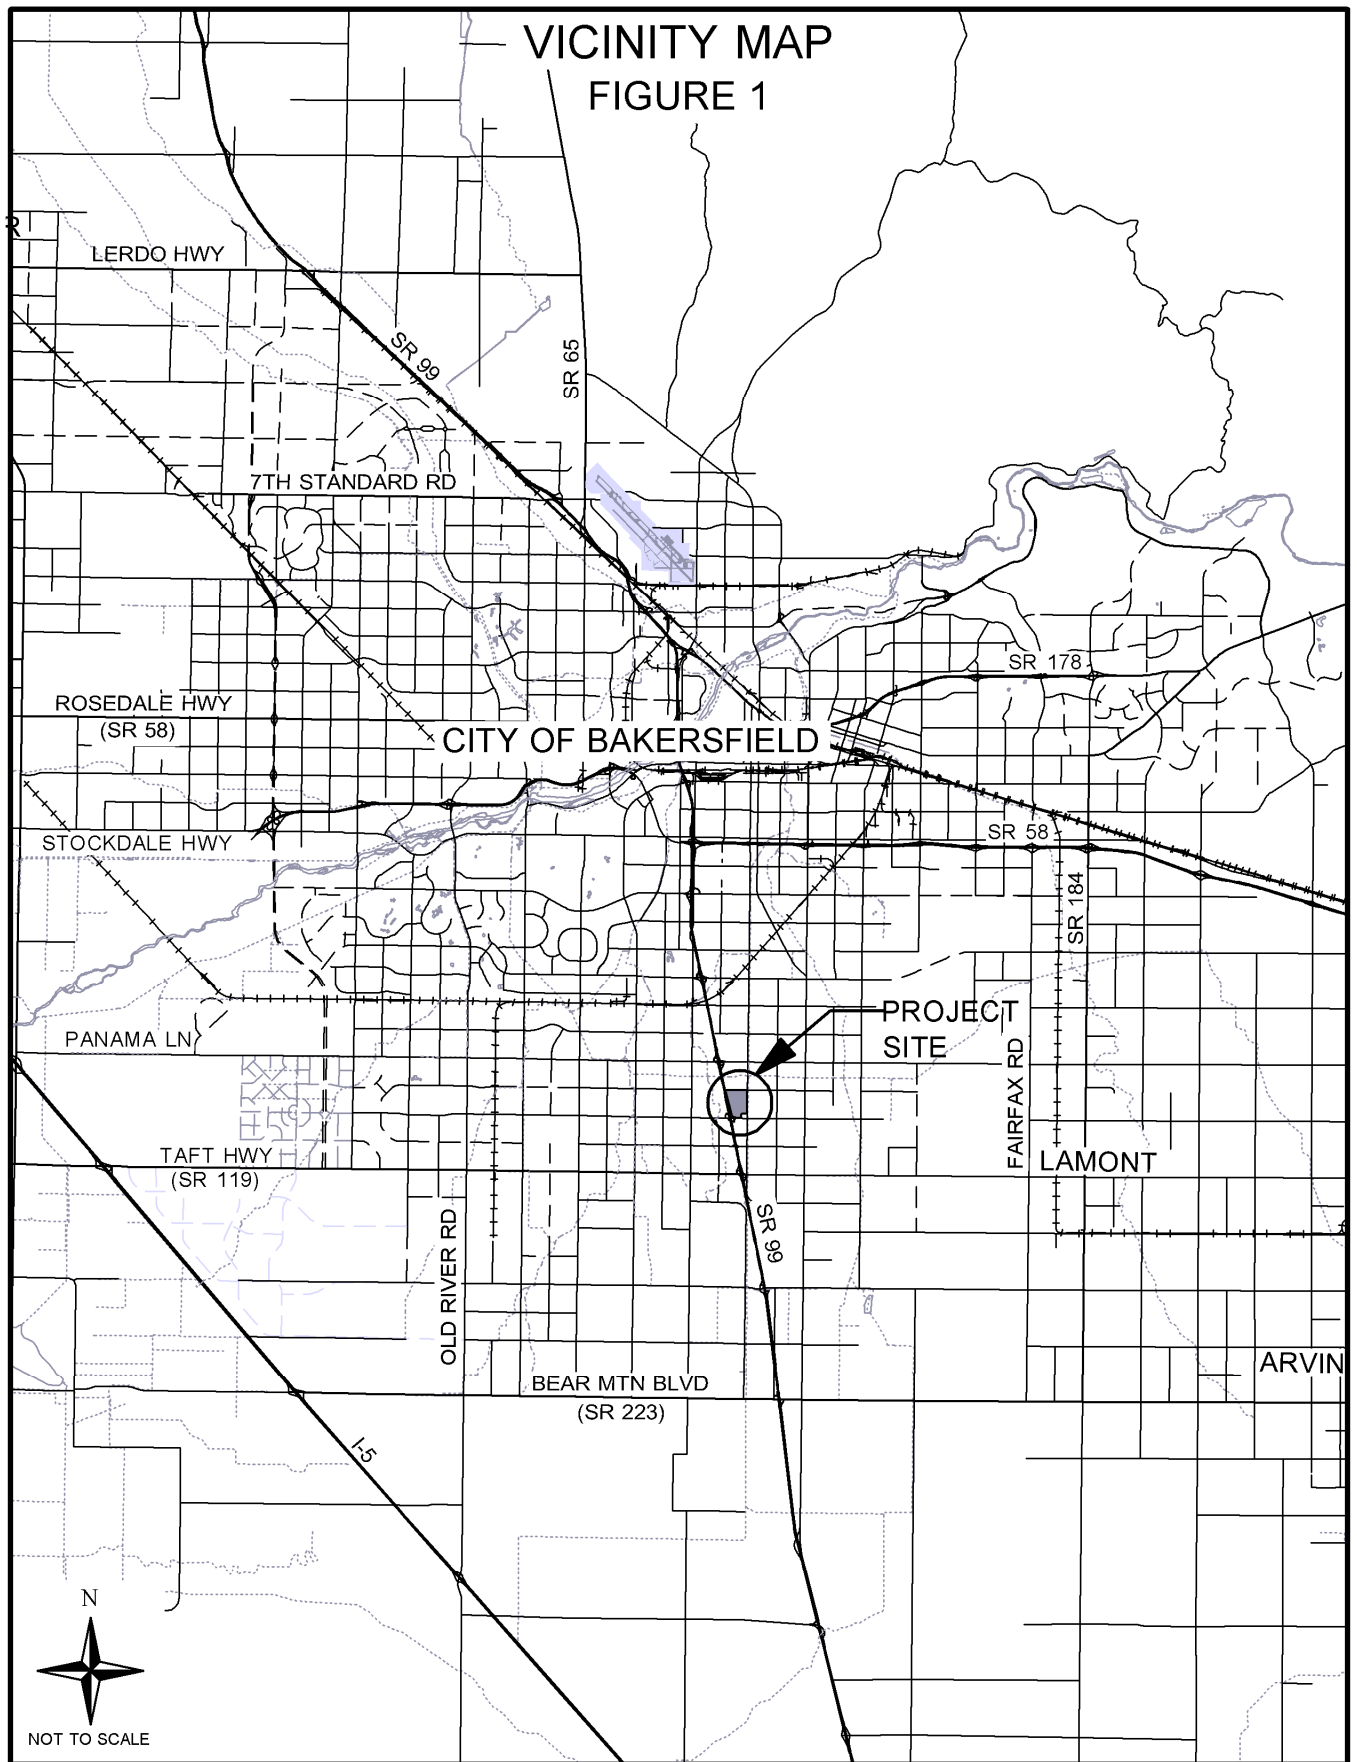 VICINITY MAP
FIGURE 1
R
LERDO HWY
SR 99
SR 65
7TH STANDARD RD
SR 178
ROSEDALE HWY
(SR 58)
CITY OF BAKERSFIELD
STOCKDALE HWY
SR 58
SR 184
PROJECT
SITE
PANAMA LN
FAIRFAX RD
TAFT HWY
(SR 119)
LAMONT
OLD RIVER RD
SR 99
ARVIN
BEAR MTN BLVD
(SR 223)
I-5
N
NOT TO SCALE